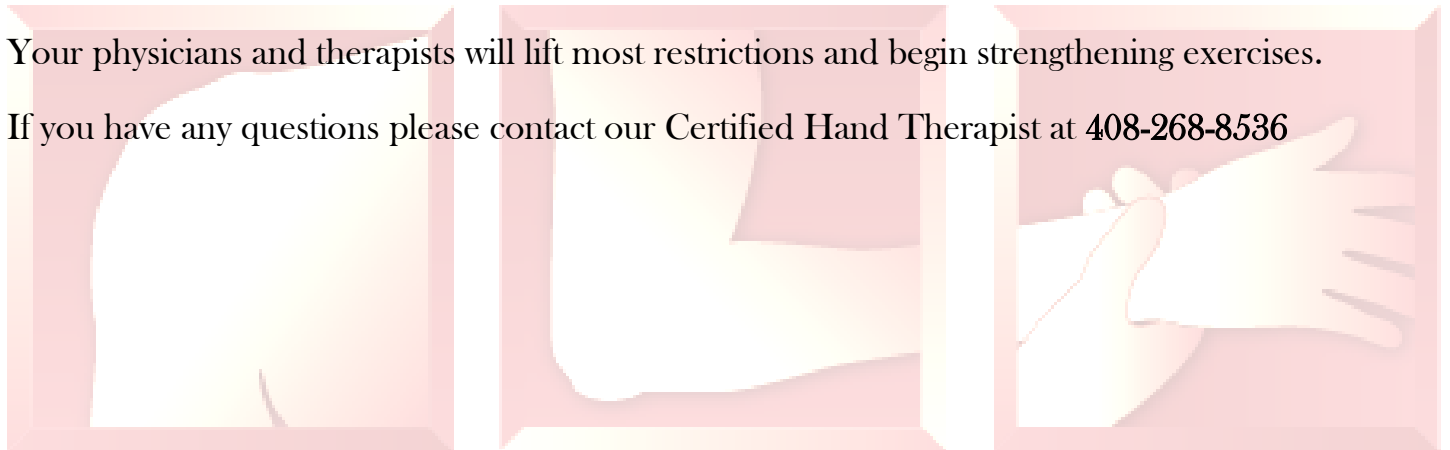 Your physicians and therapists will lift most restrictions and begin strengthening exercises.
If you have any questions please contact our Certified Hand Therapist at 408-268-8536